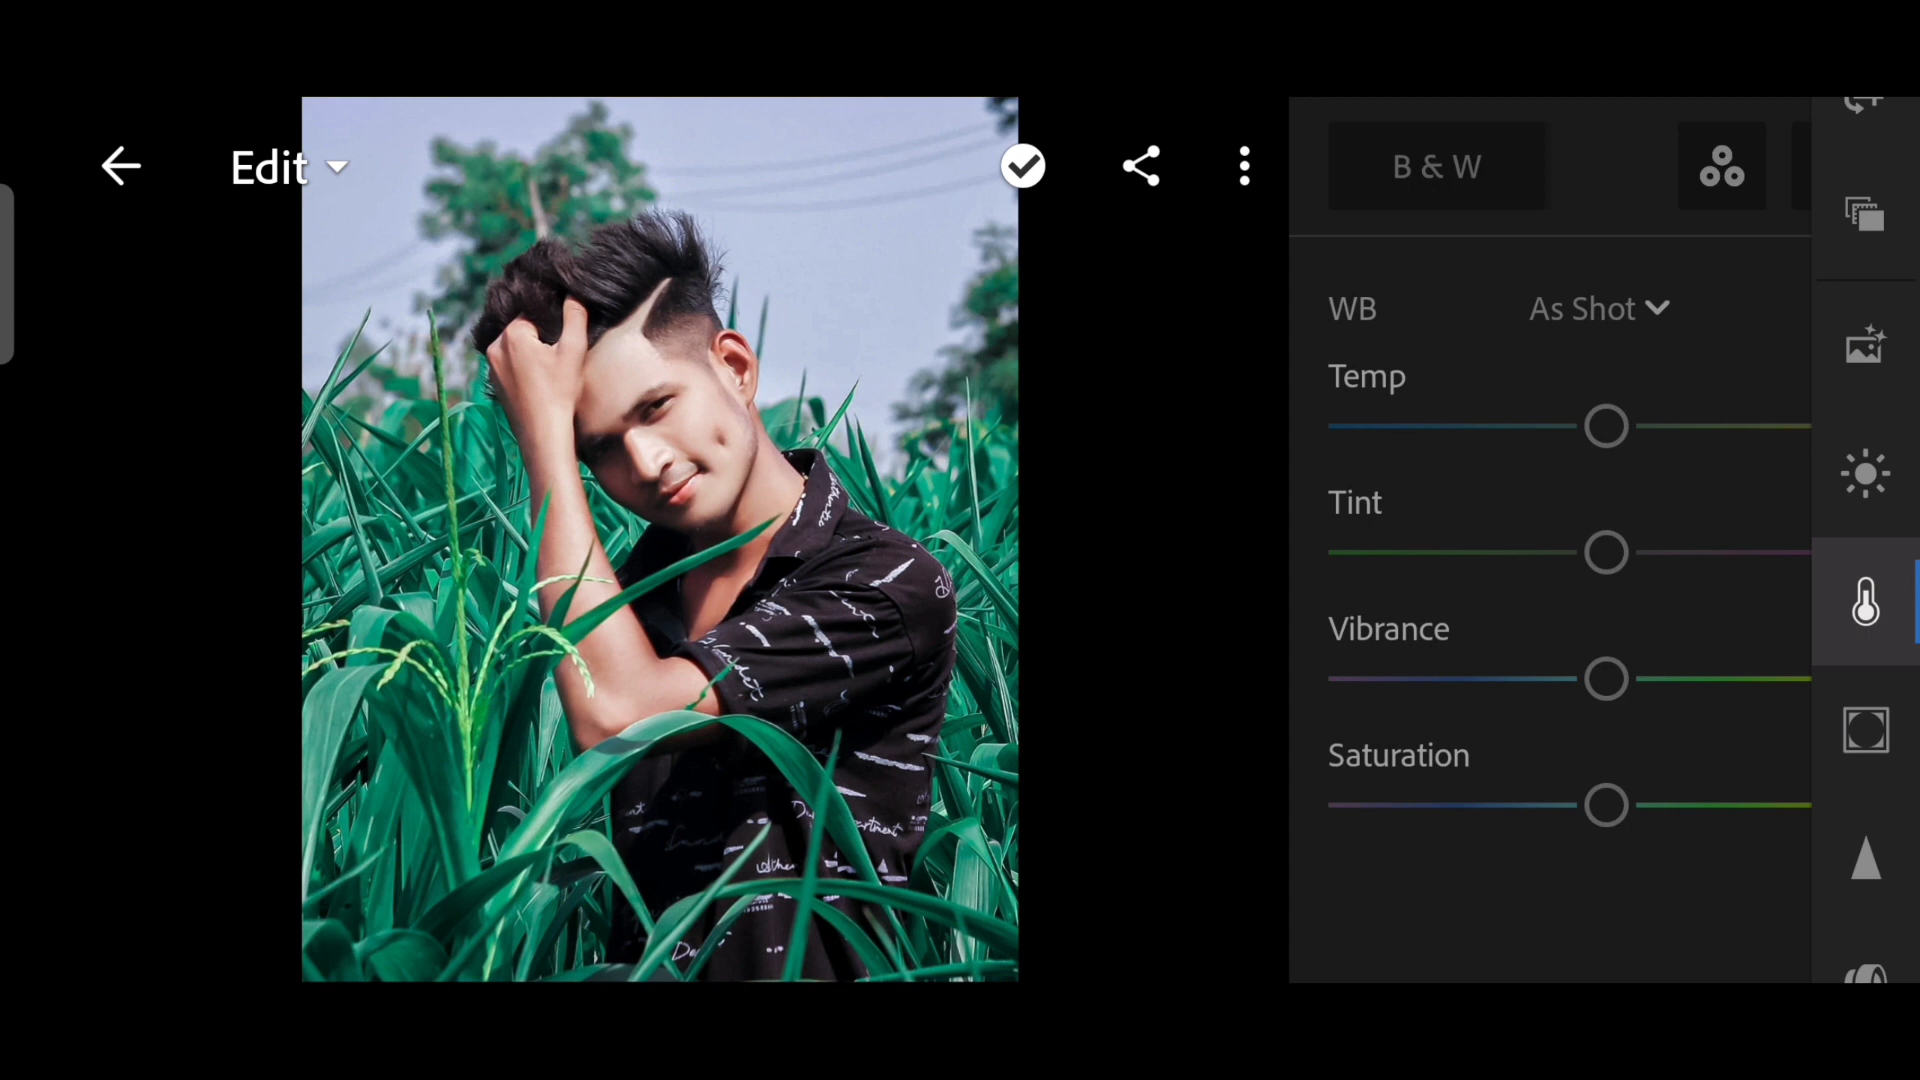 Edit
B & W
WB
As Shot
Temp
Tint
Vibrance
Saturation